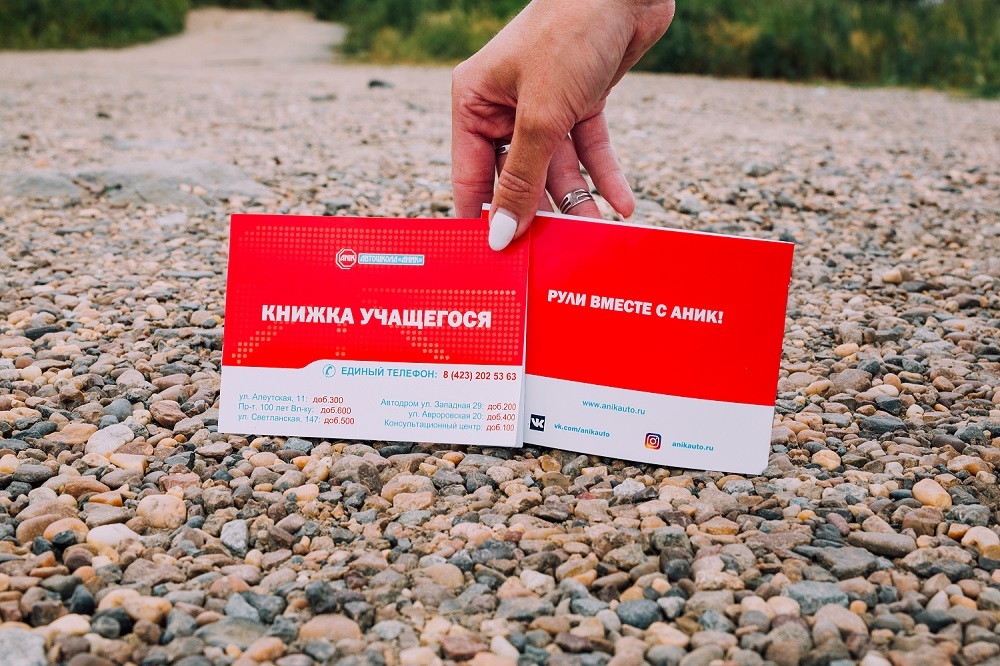 АНИК АВТОШКОЛА «АНИК»
КНИЖКА УЧАЩЕГОСЯ
ЕДИНЫЙ ТЕЛЕФОН: 8 (423) 202 53 63
ул. Алеутская, 11: доб.300
Пр-т, 100 лет Вл-ку: доб.600
ул. Светланская, 147: доб.500
Автодром ул. Западная 29: доб.200
ул. Авроровская 20: доб.400
Консультационный центр: доб.100
РУЛИ ВМЕСТЕ С АНИК!
www.anikauto.ru
vk.com/anikauto
anikauto.ru